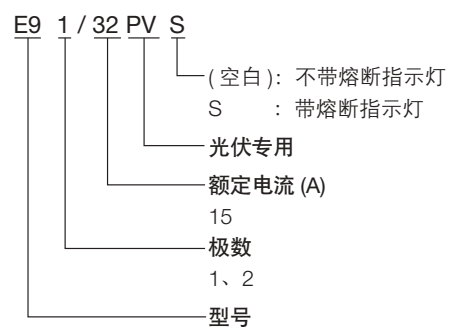 E9 1 / 32 PV S
(空白): 不带熔断指示灯
S : 带熔断指示灯
光伏专用
额定电流 (A)
15
极数
1、2
型号